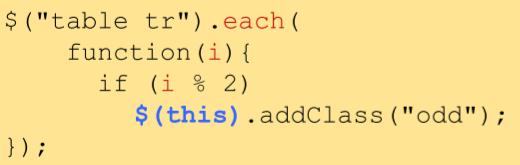 $("table tr").each(
function(i){
if (i % 2)
$(this).addClass("odd");
});